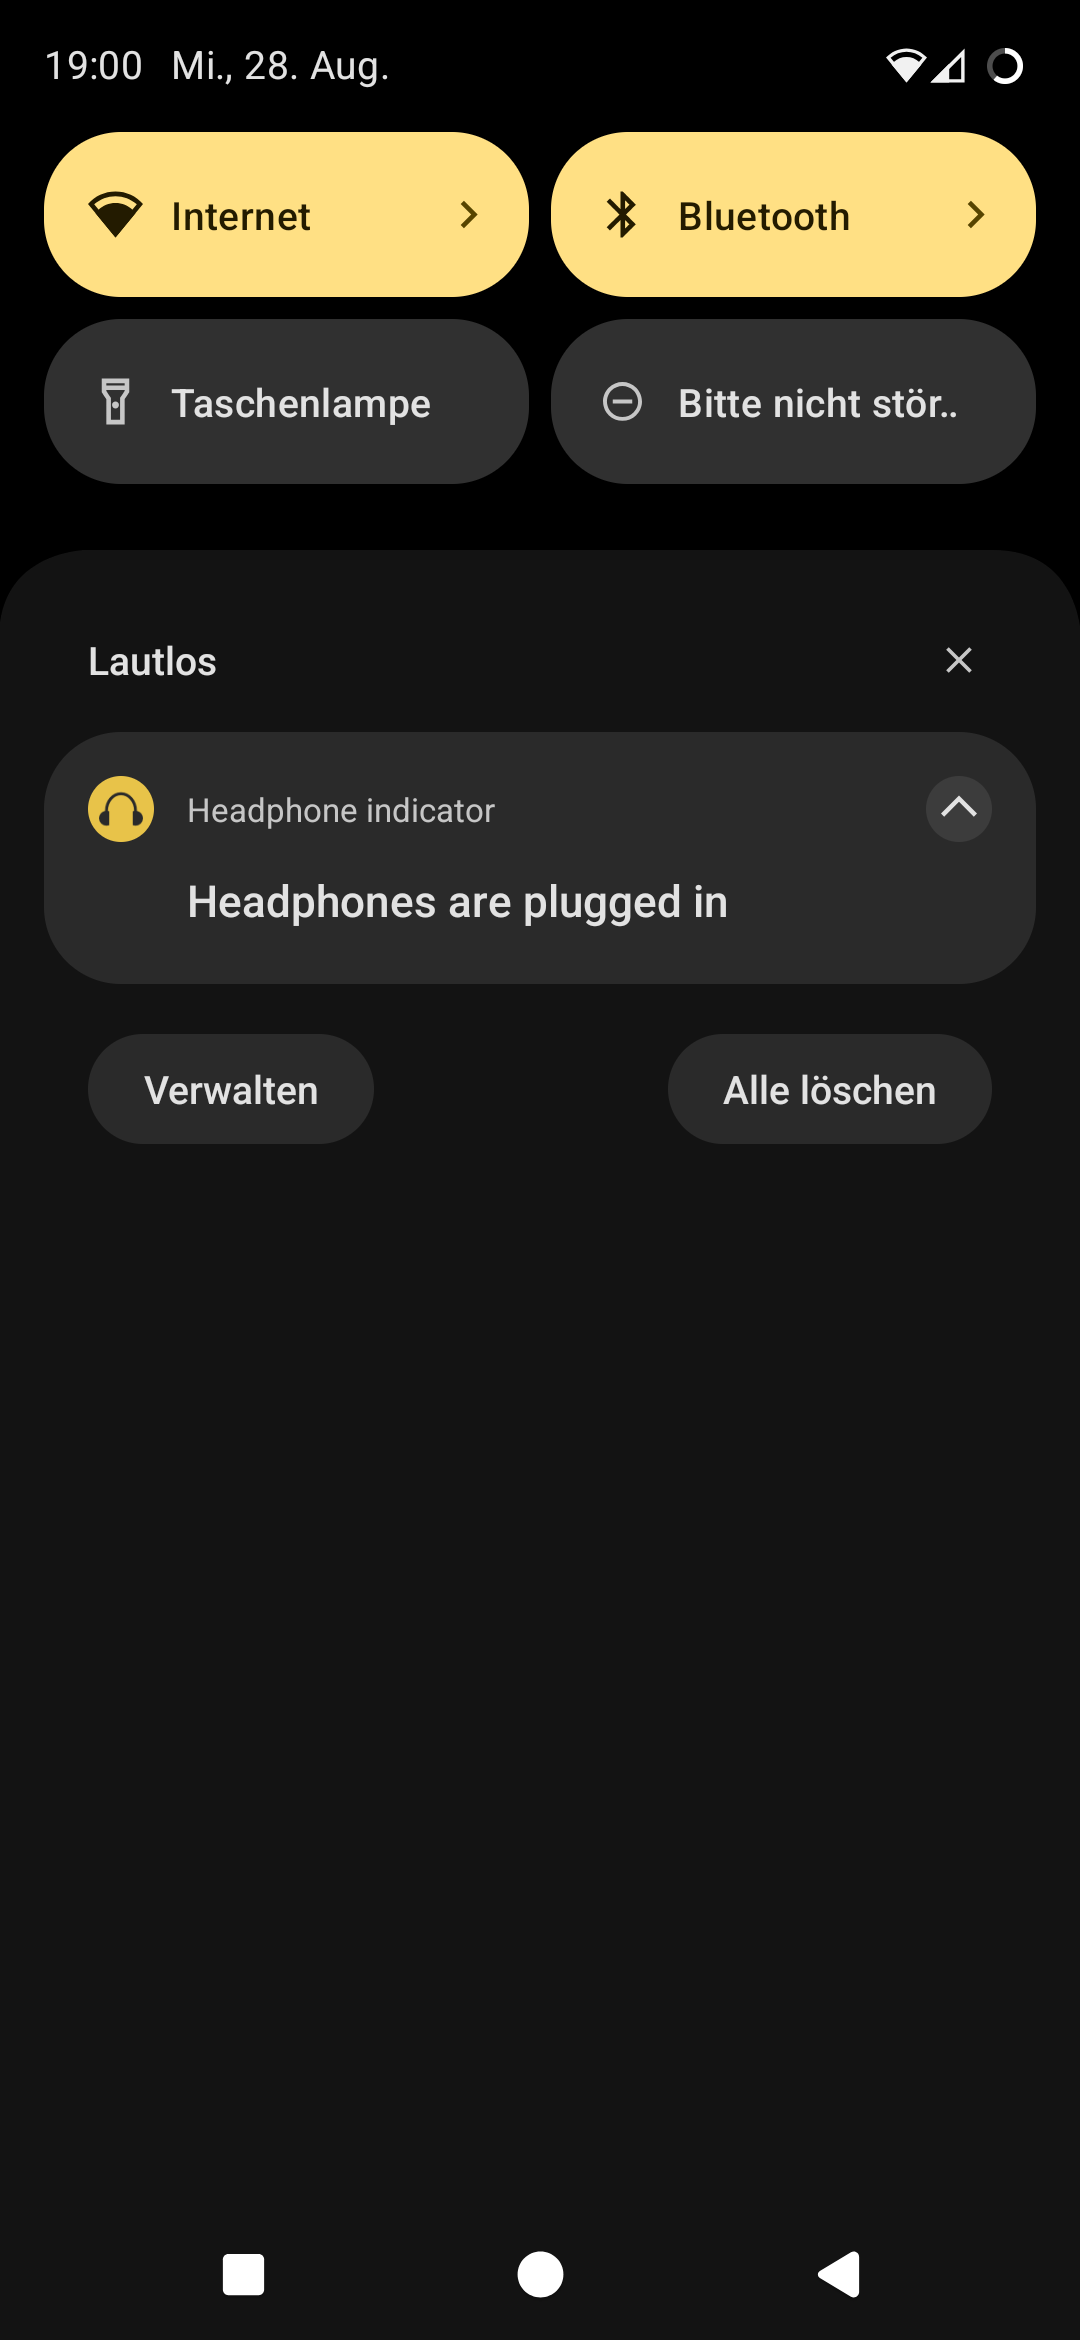 19:00 Mi., 28. Aug.
Internet
Bluetooth
Taschenlampe
Bitte nicht stör..
Lautlos
Headphone indicator
Headphones are plugged in
Verwalten
Alle löschen